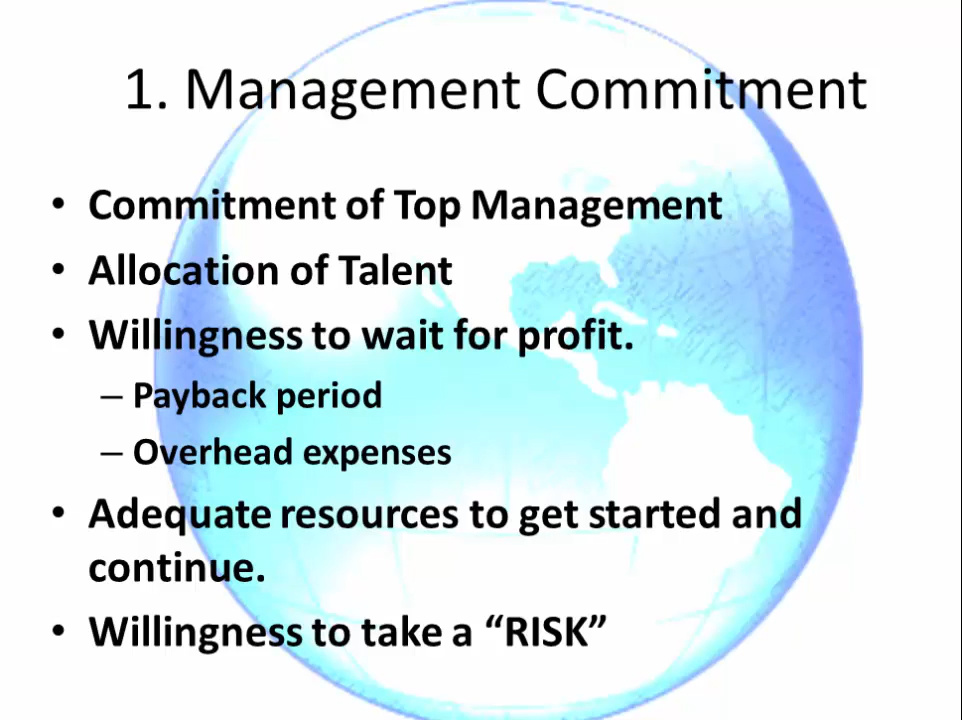 1. Management Commitment
• Commitment of Top Management
• Allocation of Talent
• Willingness to wait for profit.
– Payback period
– Overhead expenses
• Adequate resources to get started and
continue.
• Willingness to take a “RISK”